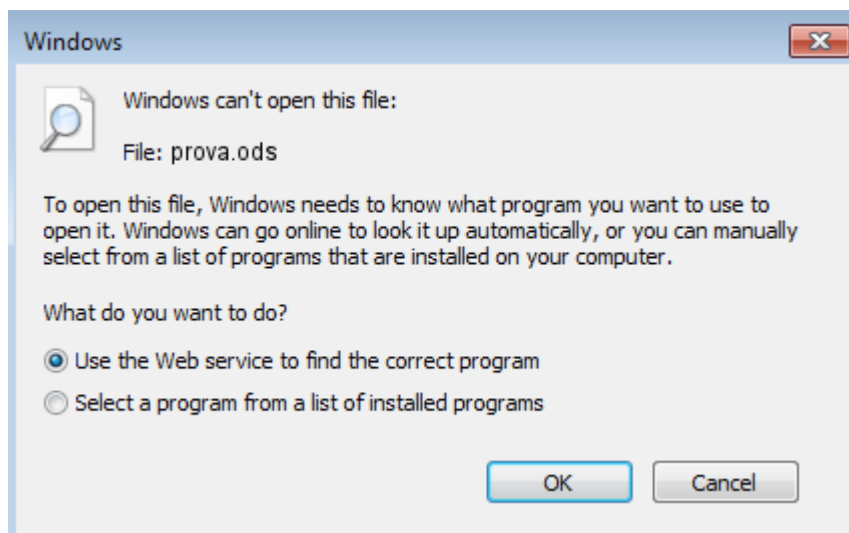 Windows
Windows can't open this file:
File: prova.ods
To open this file, Windows needs to know what program you want to use to
open it. Windows can go online to look it up automatically, or you can manually
select from a list of programs that are installed on your computer.
What do you want to do?
Use the Web service to find the correct program
Select a program from a list of installed programs
OK
Cancel